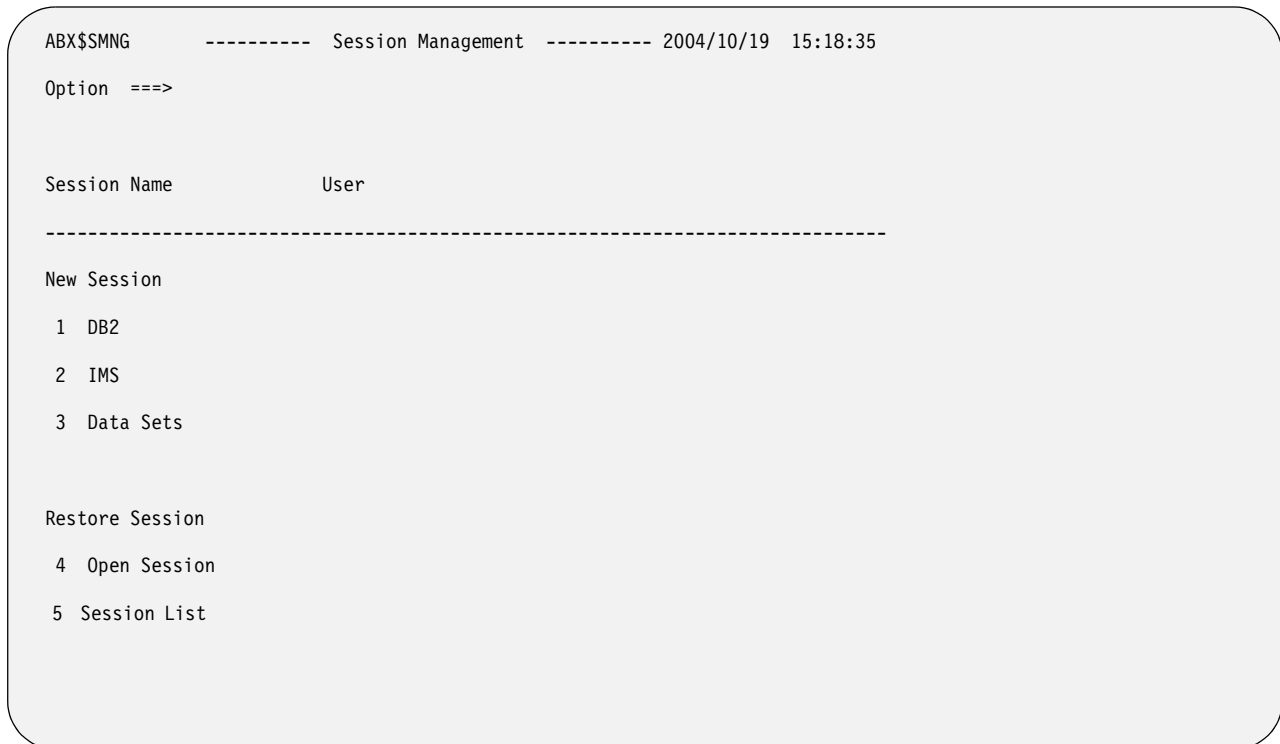 ABX$SMNG       ----------  Session Management  ---------- 2004/10/19  15:18:35
Option  ===>
Session Name              User
-------------------------------------------------------------------------------
New Session
 1  DB2
 2  IMS
 3  Data Sets
Restore Session
 4  Open Session
 5  Session List